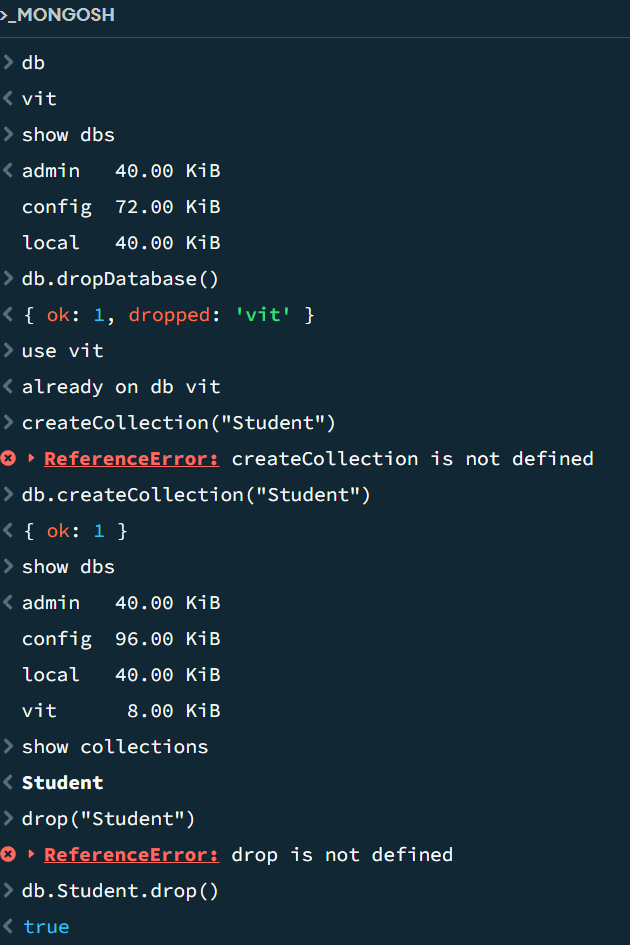 >_MONGOSH
> db
< vit
> show dbs
< admin   40.00 KiB
  config  72.00 KiB
  local   40.00 KiB
> db.dropDatabase()
< { ok: 1, dropped: 'vit' }
> use vit
< already on db vit
> createCollection("Student")
ReferenceError: createCollection is not defined
> db.createCollection("Student")
< { ok: 1 }
> show dbs
< admin   40.00 KiB
  config  96.00 KiB
  local   40.00 KiB
  vit      8.00 KiB
> show collections
< Student
> drop("Student")
ReferenceError: drop is not defined
> db.Student.drop()
< true